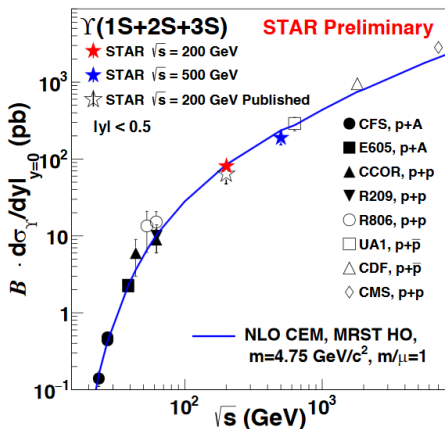 ϒ(1S+2S+3S)
STAR Preliminary
STAR √s = 200 GeV
STAR √s = 500 GeV
STAR √s = 200 GeV Published
|y| < 0.5
CFS, p+A
E605, p+A
CCOR, p+p
R209, p+p
R806, p+p
UA1, p+p̅
CDF, p+p̅
CMS, p+p
NLO CEM, MRST HO,
m=4.75 GeV/c², m/μ=1
B · dσ_ϒ/dy|_y=0 (pb)
10³
10²
10
1
10⁻¹
10²
10³
√s (GeV)